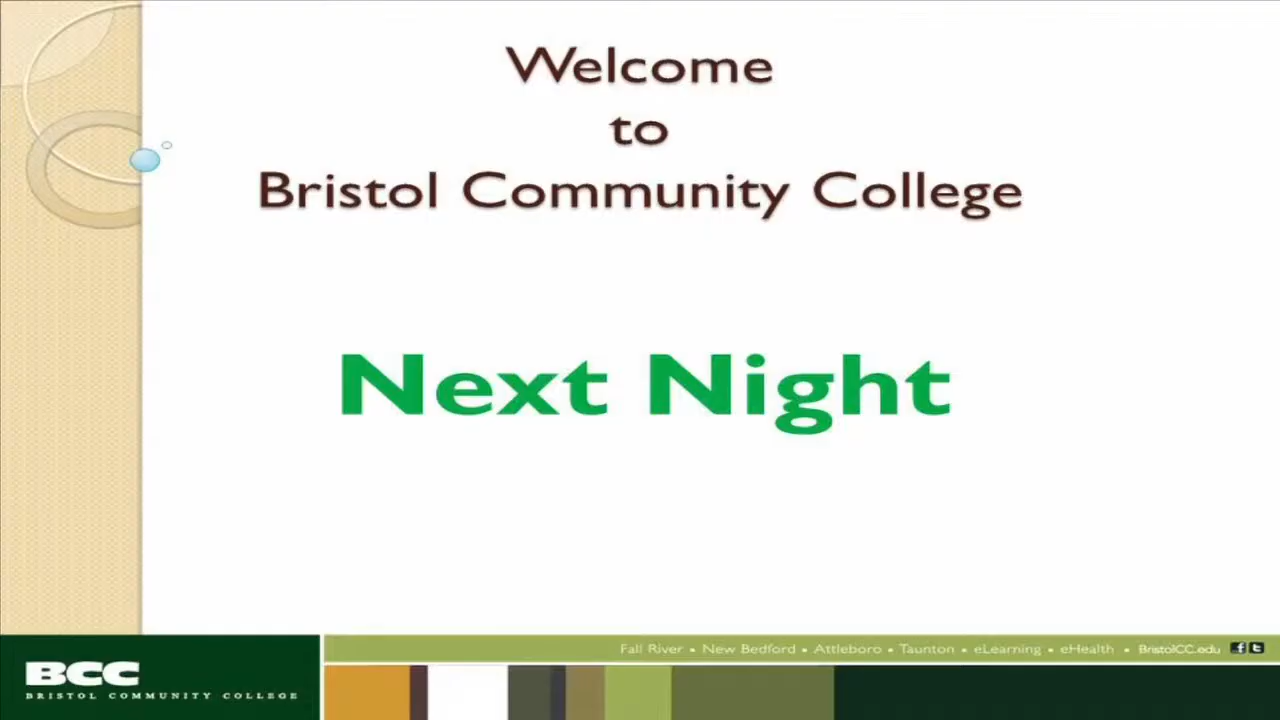 Welcome
to
Bristol Community College
Next Night
Fall River • New Bedford • Attleboro • Taunton • eLearning • eHealth • BristolCC.edu
BCC
BRISTOL COMMUNITY COLLEGE